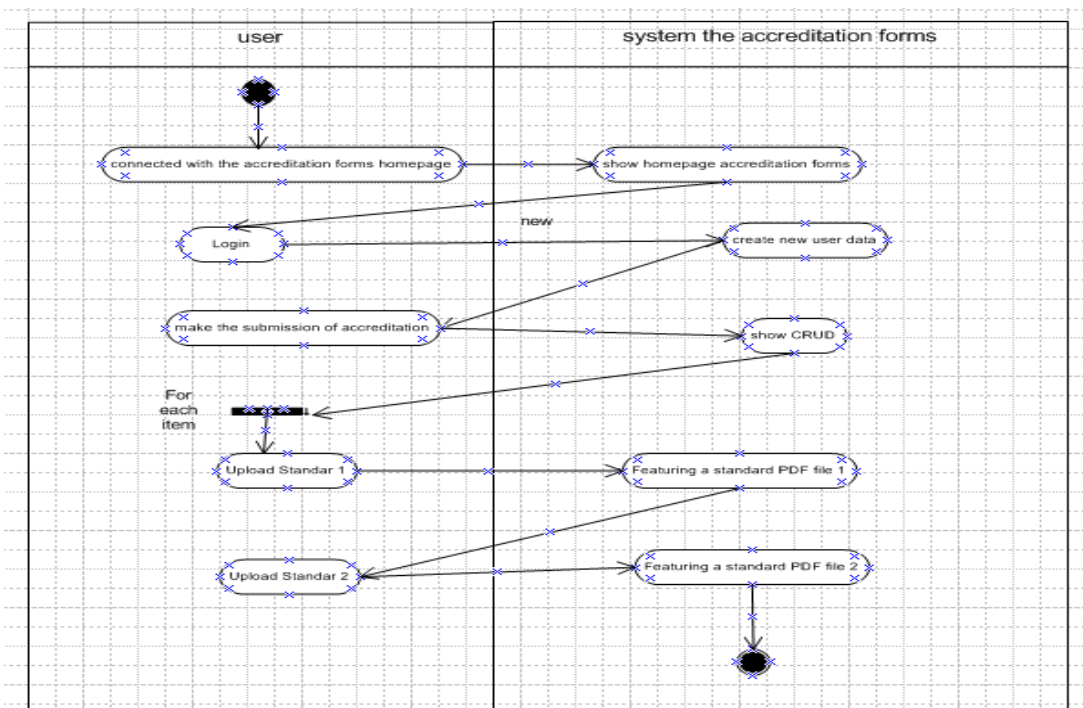 user
system the accreditation forms
connected with the accreditation forms homepage
show homepage accreditation forms
new
Login
create new user data
make the submission of accreditation
show CRUD
For
each
item
Upload Standar 1
Featuring a standard PDF file 1
Upload Standar 2
Featuring a standard PDF file 2